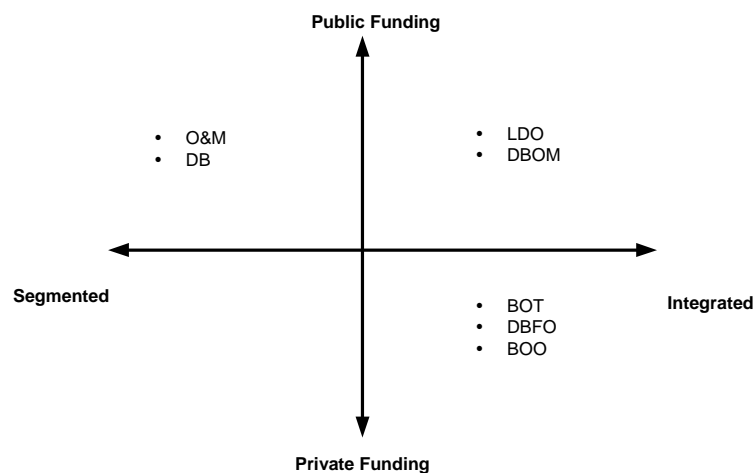 Public Funding
• O&M
• DB
• LDO
• DBOM
Segmented
Integrated
• BOT
• DBFO
• BOO
Private Funding